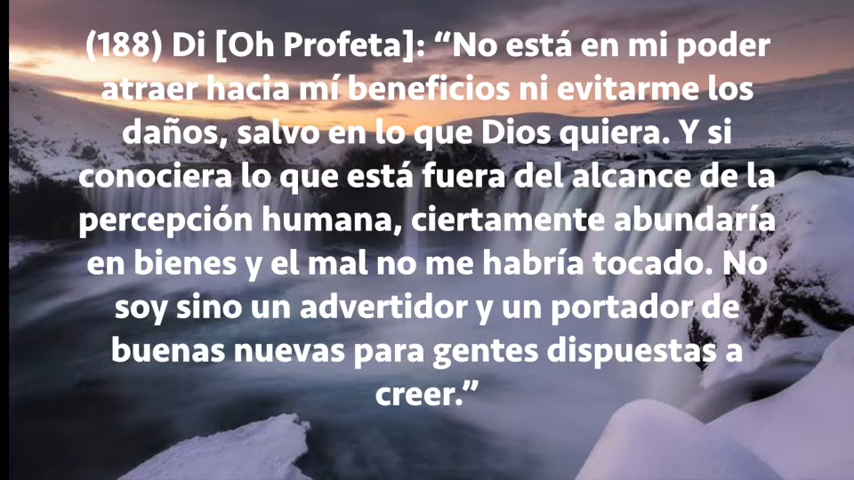 (188) Di [Oh Profeta]: “No está en mi poder
atraer hacia mí beneficios ni evitarme los
daños, salvo en lo que Dios quiera. Y si
conociera lo que está fuera del alcance de la
percepción humana, ciertamente abundaría
en bienes y el mal no me habría tocado. No
soy sino un advertidor y un portador de
buenas nuevas para gentes dispuestas a
creer.”